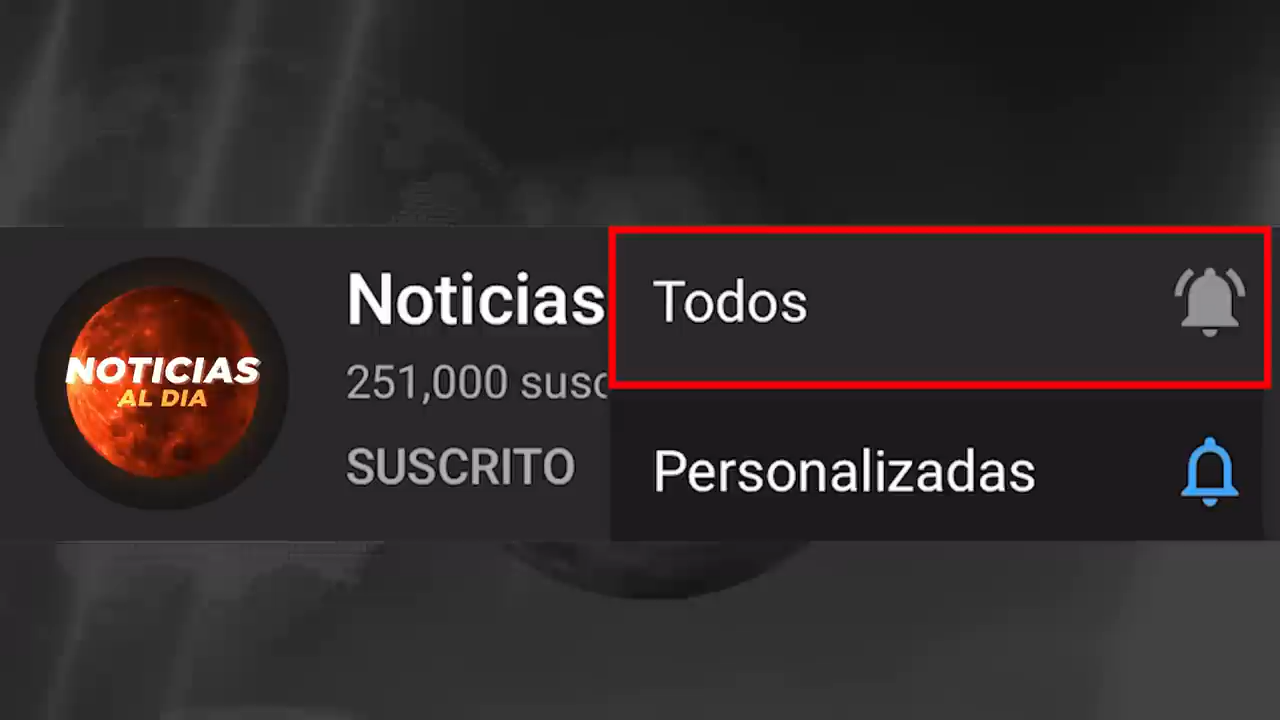 NOTICIAS
AL DIA
Noticias
251,000 susc
SUSCRITO
Todos
Personalizadas